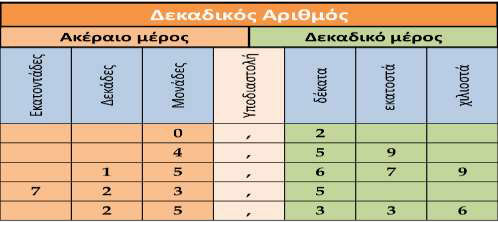 Δεκαδικός Αριθμός
Ακέραιο μέρος Δεκαδικό μέρος
Εκατοντάδες Δεκάδες Μονάδες Υποδιαστολή δέκατα εκατοστά χιλιοστά
0 , 2
4 , 5 9
1 5 , 6 7 9
7 2 3 , 5
2 5 , 3 3 6